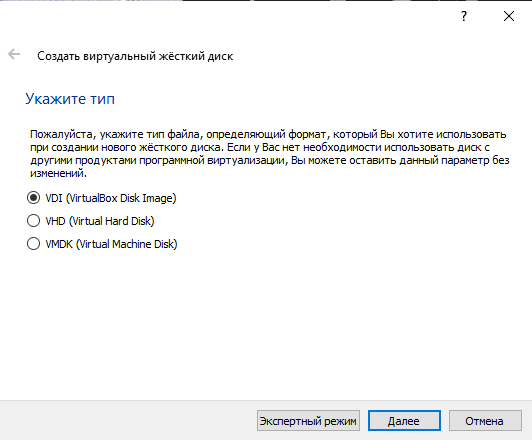 ?
Создать виртуальный жёсткий диск
Укажите тип
Пожалуйста, укажите тип файла, определяющий формат, который Вы хотите использовать
при создании нового жёсткого диска. Если у Вас нет необходимости использовать диск с
другими продуктами программной виртуализации, Вы можете оставить данный параметр без
изменений.
VDI (VirtualBox Disk Image)
VHD (Virtual Hard Disk)
VMDK (Virtual Machine Disk)
Экспертный режим Далее Отмена